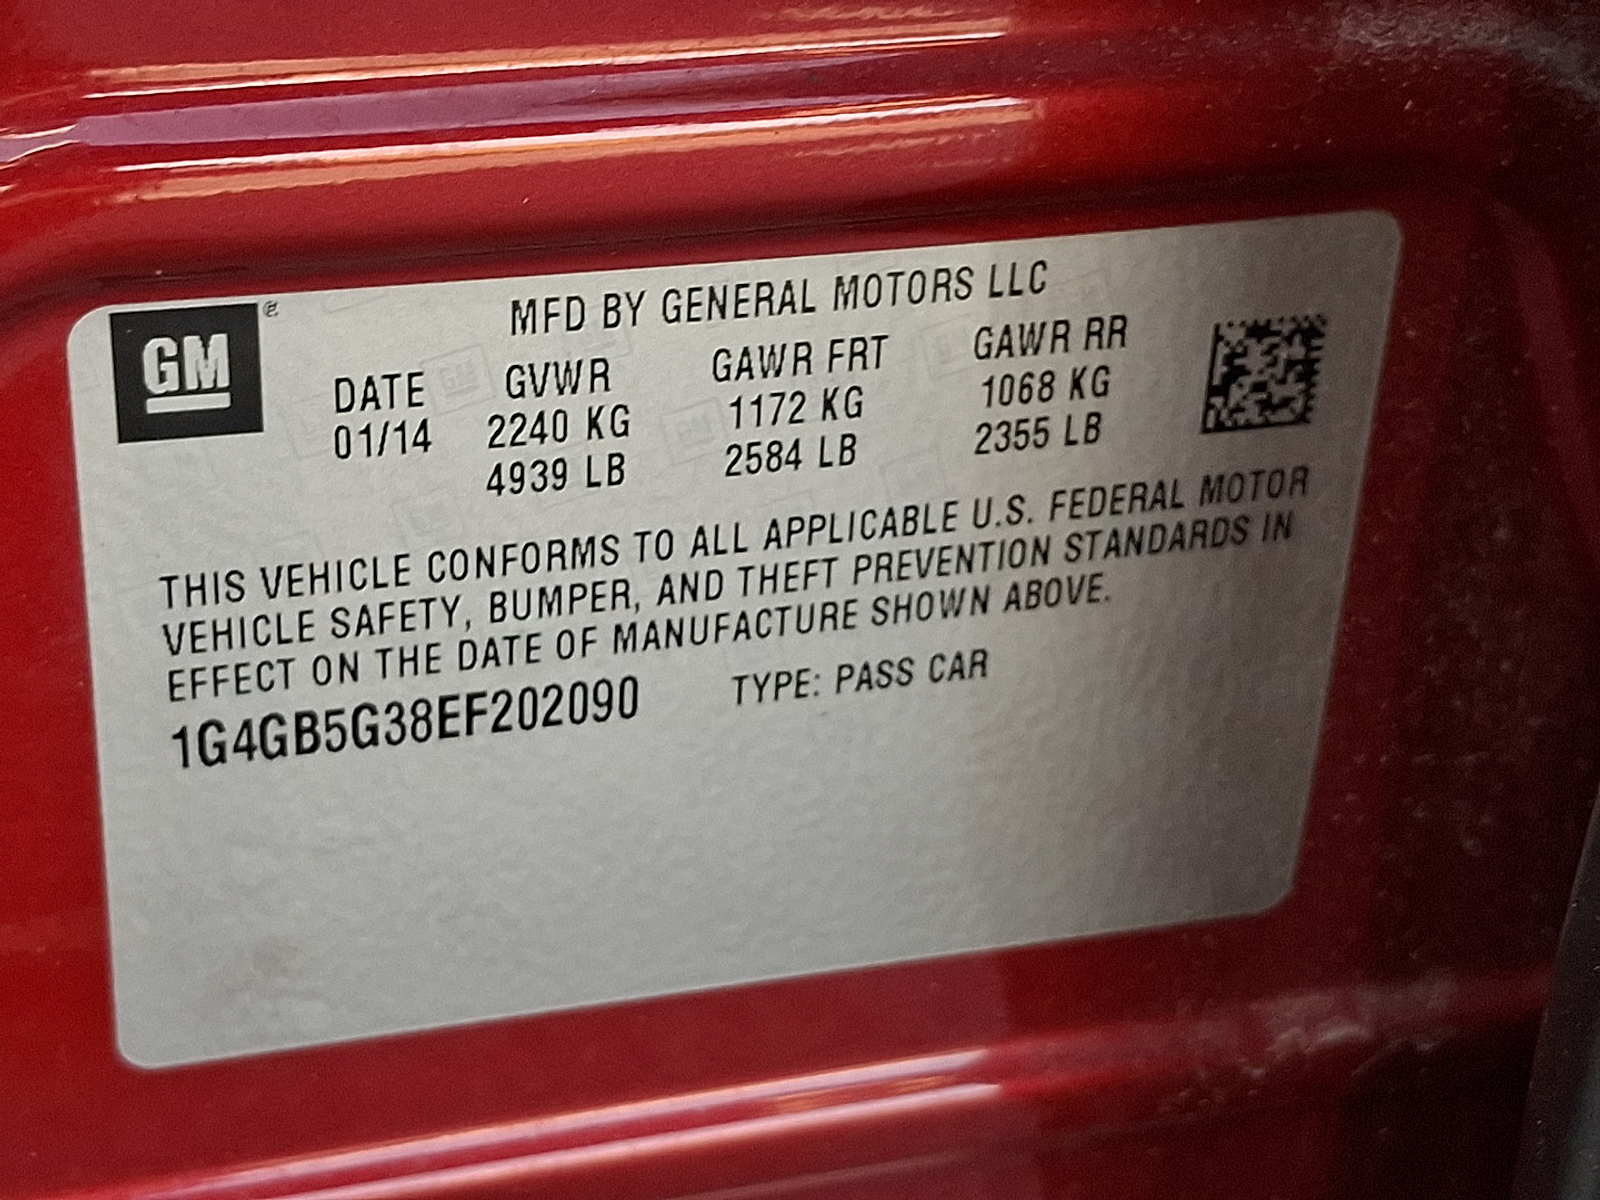 GM
MFD BY GENERAL MOTORS LLC
DATE GVWR GAWR FRT GAWR RR
01/14 2240 KG 1172 KG 1068 KG
4939 LB 2584 LB 2355 LB
THIS VEHICLE CONFORMS TO ALL APPLICABLE U.S. FEDERAL MOTOR
VEHICLE SAFETY, BUMPER, AND THEFT PREVENTION STANDARDS IN
EFFECT ON THE DATE OF MANUFACTURE SHOWN ABOVE.
1G4GB5G38EF202090 TYPE: PASS CAR